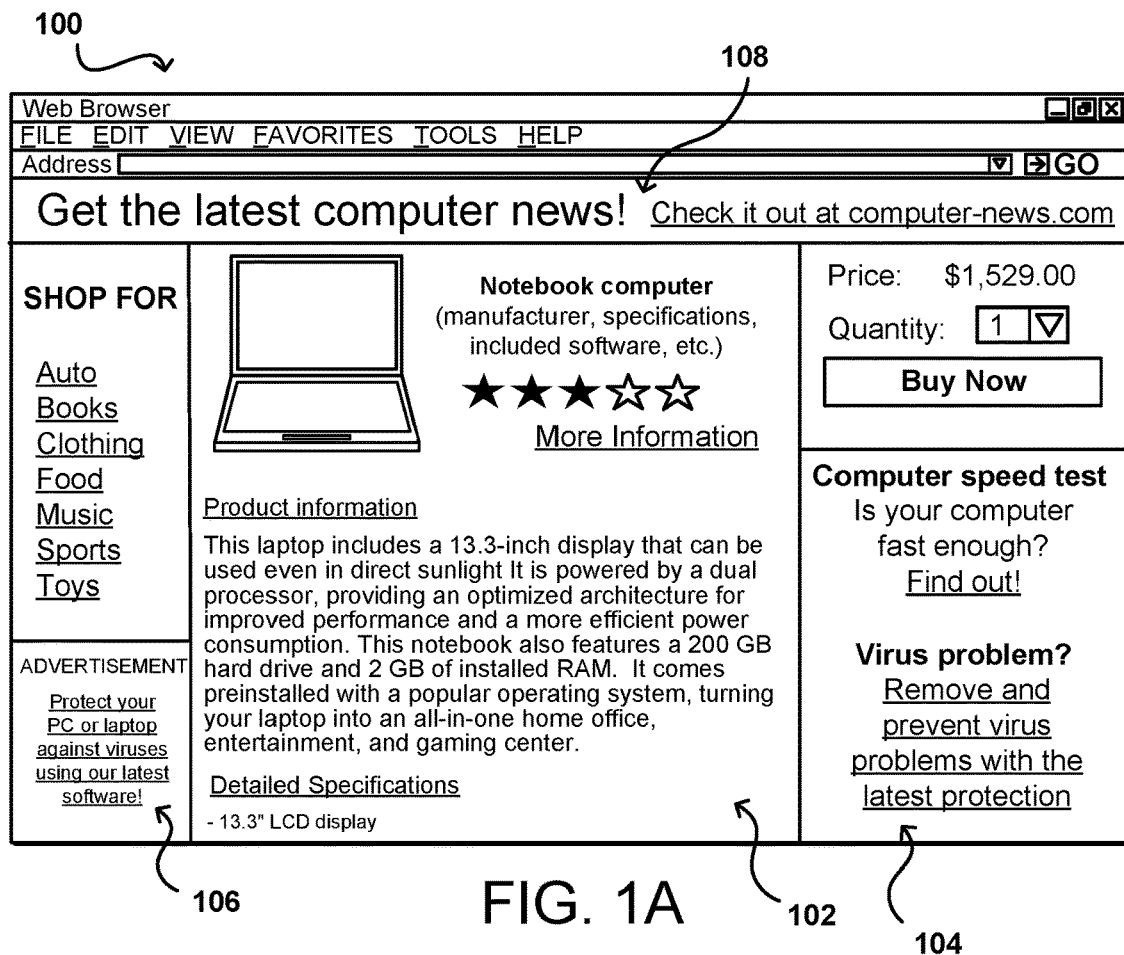 100
108
Web Browser
FILE EDIT VIEW FAVORITES TOOLS HELP
Address GO
Get the latest computer news! Check it out at computer-news.com
SHOP FOR
Auto
Books
Clothing
Food
Music
Sports
Toys
ADVERTISEMENT
Protect your
PC or laptop
against viruses
using our latest
software!
Notebook computer
(manufacturer, specifications,
included software, etc.)
More Information
Product information
This laptop includes a 13.3-inch display that can be
used even in direct sunlight It is powered by a dual
processor, providing an optimized architecture for
improved performance and a more efficient power
consumption. This notebook also features a 200 GB
hard drive and 2 GB of installed RAM.  It comes
preinstalled with a popular operating system, turning
your laptop into an all-in-one home office,
entertainment, and gaming center.
Detailed Specifications
- 13.3" LCD display
Price: $1,529.00
Quantity: 1
Buy Now
Computer speed test
Is your computer
fast enough?
Find out!
Virus problem?
Remove and
prevent virus
problems with the
latest protection
106
FIG. 1A
102
104